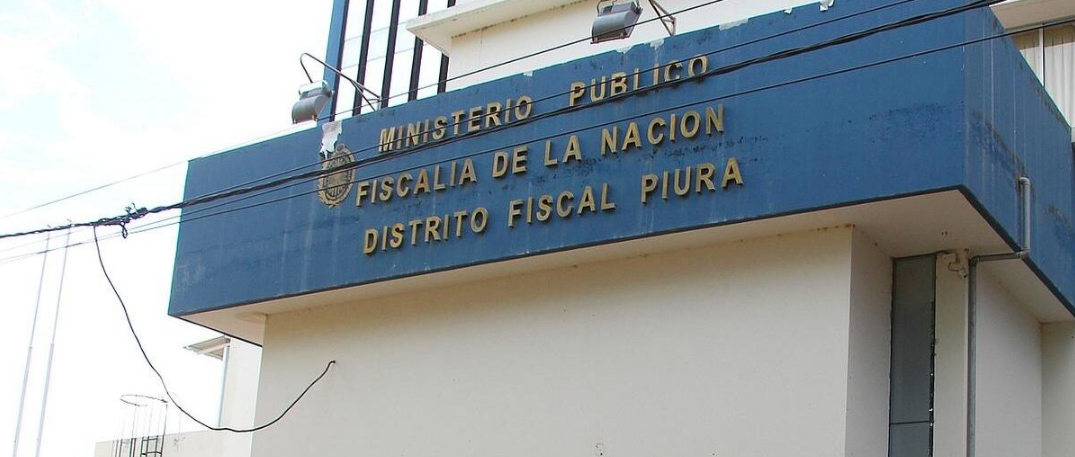 MINISTERIO PUBLICO
FISCALIA DE LA NACION
DISTRITO FISCAL PIURA